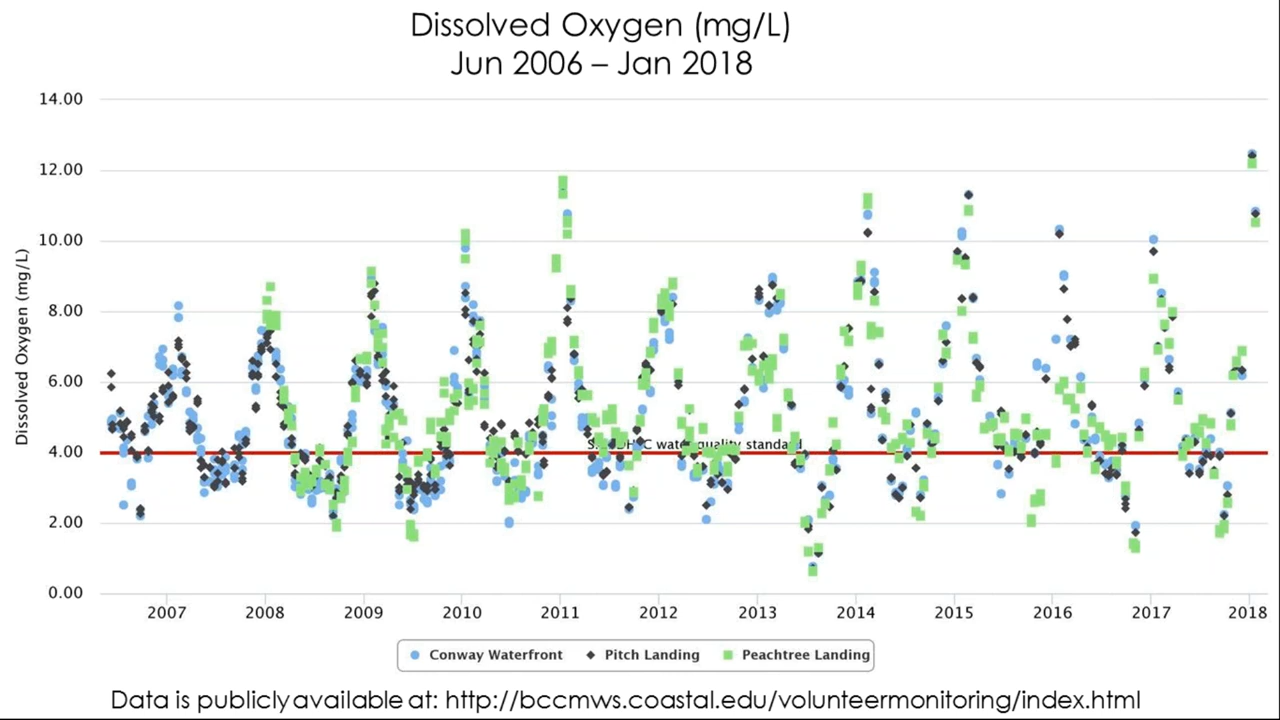 Dissolved Oxygen (mg/L)
Jun 2006 – Jan 2018
14.00
12.00
10.00
8.00
6.00
4.00
2.00
0.00
Dissolved Oxygen (mg/L)
water quality standard
2007 2008 2009 2010 2011 2012 2013 2014 2015 2016 2017 2018
Conway Waterfront Pitch Landing Peachtree Landing
Data is publicly available at: http://bccmws.coastal.edu/volunteermonitoring/index.html